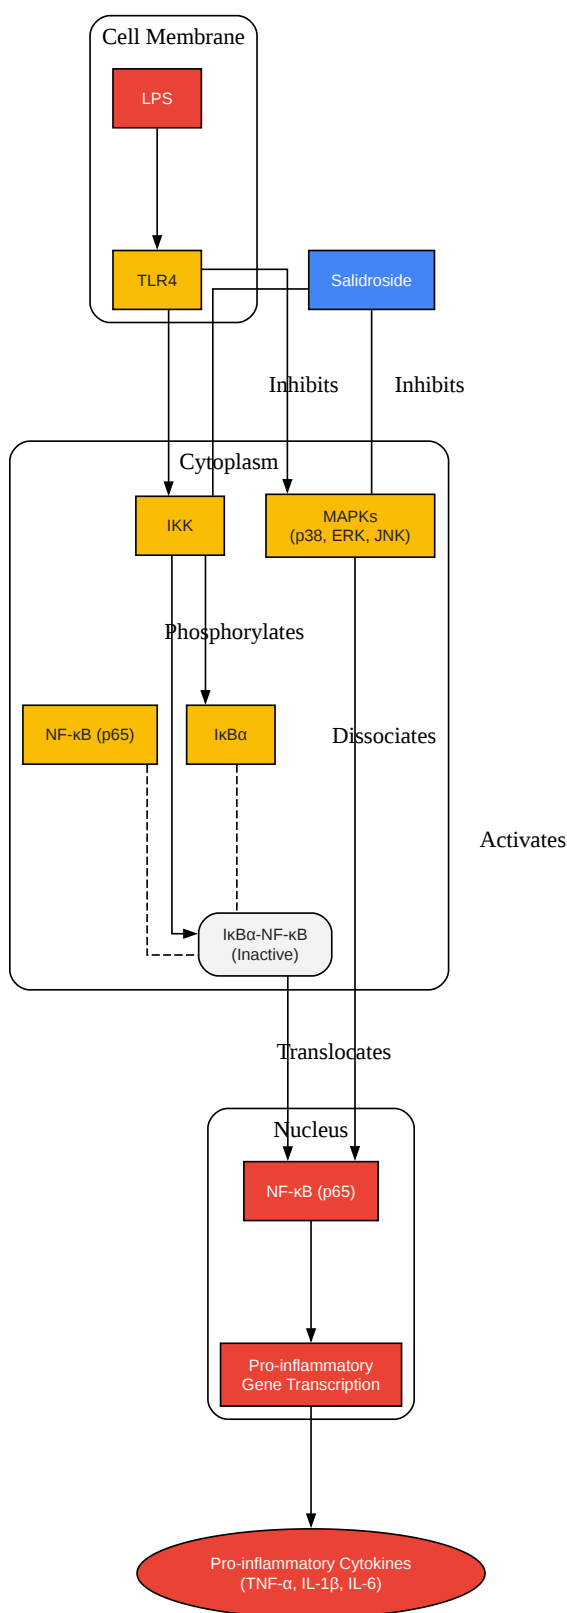 Cell Membrane
LPS
TLR4
Salidroside
Inhibits
Inhibits
Cytoplasm
IKK
MAPKs
(p38, ERK, JNK)
Phosphorylates
NF-κB (p65)
IκBα
Dissociates
Activates
IκBα-NF-κB
(Inactive)
Translocates
Nucleus
NF-κB (p65)
Pro-inflammatory
Gene Transcription
Pro-inflammatory Cytokines
(TNF-α, IL-1β, IL-6)